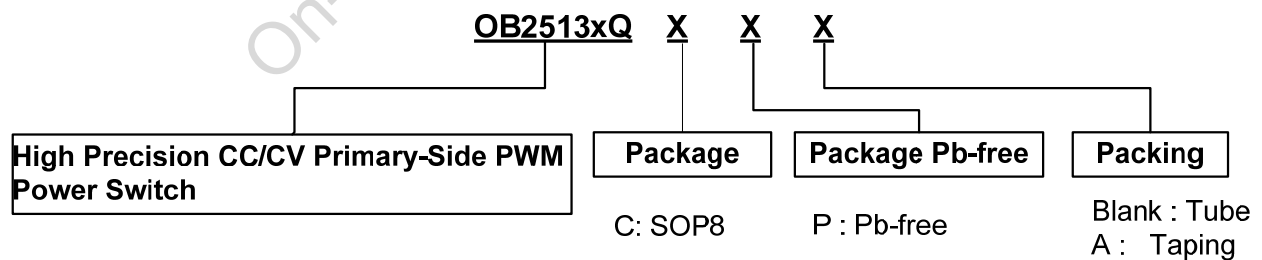 OB2513xQ X X X
High Precision CC/CV Primary-Side PWM
Power Switch
Package
Package Pb-free
Packing
C: SOP8
P : Pb-free
Blank : Tube
A : Taping